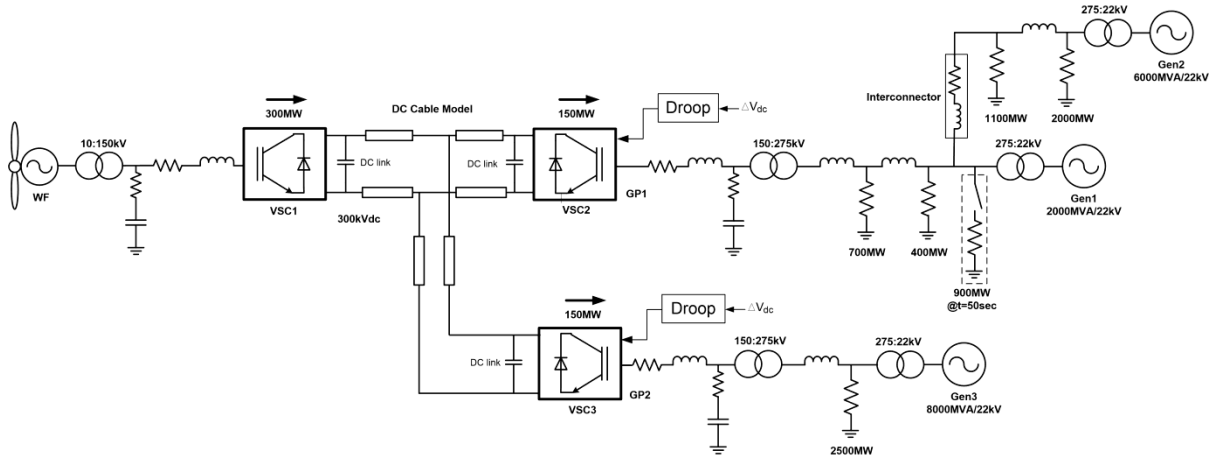 275:22kV
Gen2
6000MVA/22kV
Interconnector
1100MW
2000MW
DC Cable Model
300MW
150MW
Droop
△Vdc
10:150kV
150:275kV
275:22kV
DC link
DC link
WF
VSC1
VSC2
GP1
Gen1
2000MVA/22kV
300kVdc
700MW
400MW
900MW
@t=50sec
150MW
Droop
△Vdc
150:275kV
275:22kV
DC link
VSC3
GP2
Gen3
8000MVA/22kV
2500MW